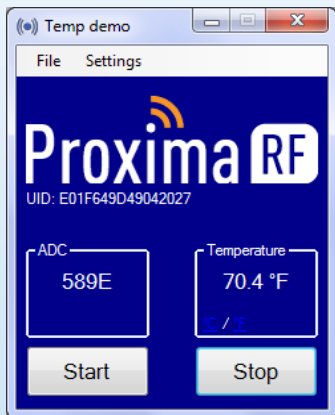 Temp demo
File Settings
Proxima RF
UID: E01F649D49042027
ADC
589E
Temperature
70.4 °F
°C / °F
Start
Stop